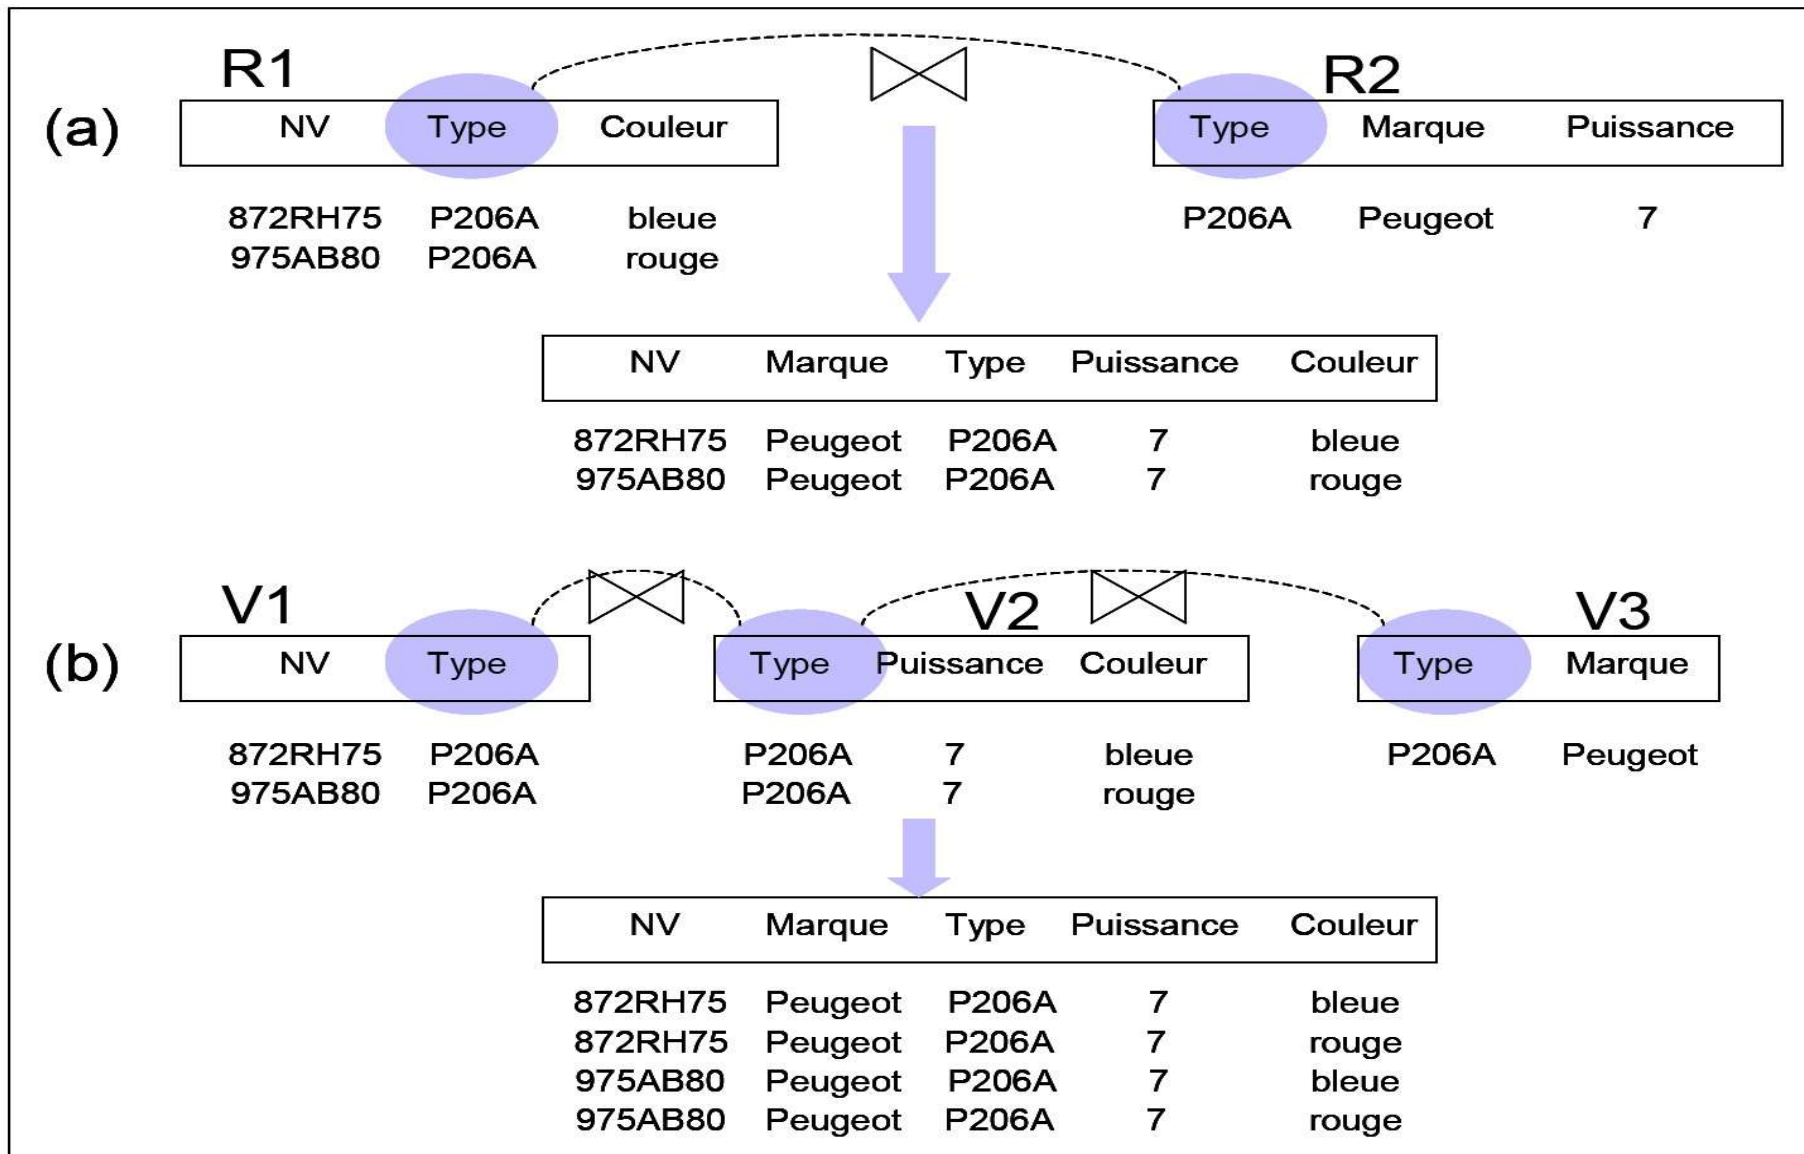 R1 R2
(a) NV Type Couleur Type Marque Puissance
872RH75 P206A bleue P206A Peugeot 7
975AB80 P206A rouge
NV Marque Type Puissance Couleur
872RH75 Peugeot P206A 7 bleue
975AB80 Peugeot P206A 7 rouge
V1 V2 V3
(b) NV Type Type Puissance Couleur Type Marque
872RH75 P206A P206A 7 bleue P206A Peugeot
975AB80 P206A P206A 7 rouge
NV Marque Type Puissance Couleur
872RH75 Peugeot P206A 7 bleue
872RH75 Peugeot P206A 7 rouge
975AB80 Peugeot P206A 7 bleue
975AB80 Peugeot P206A 7 rouge